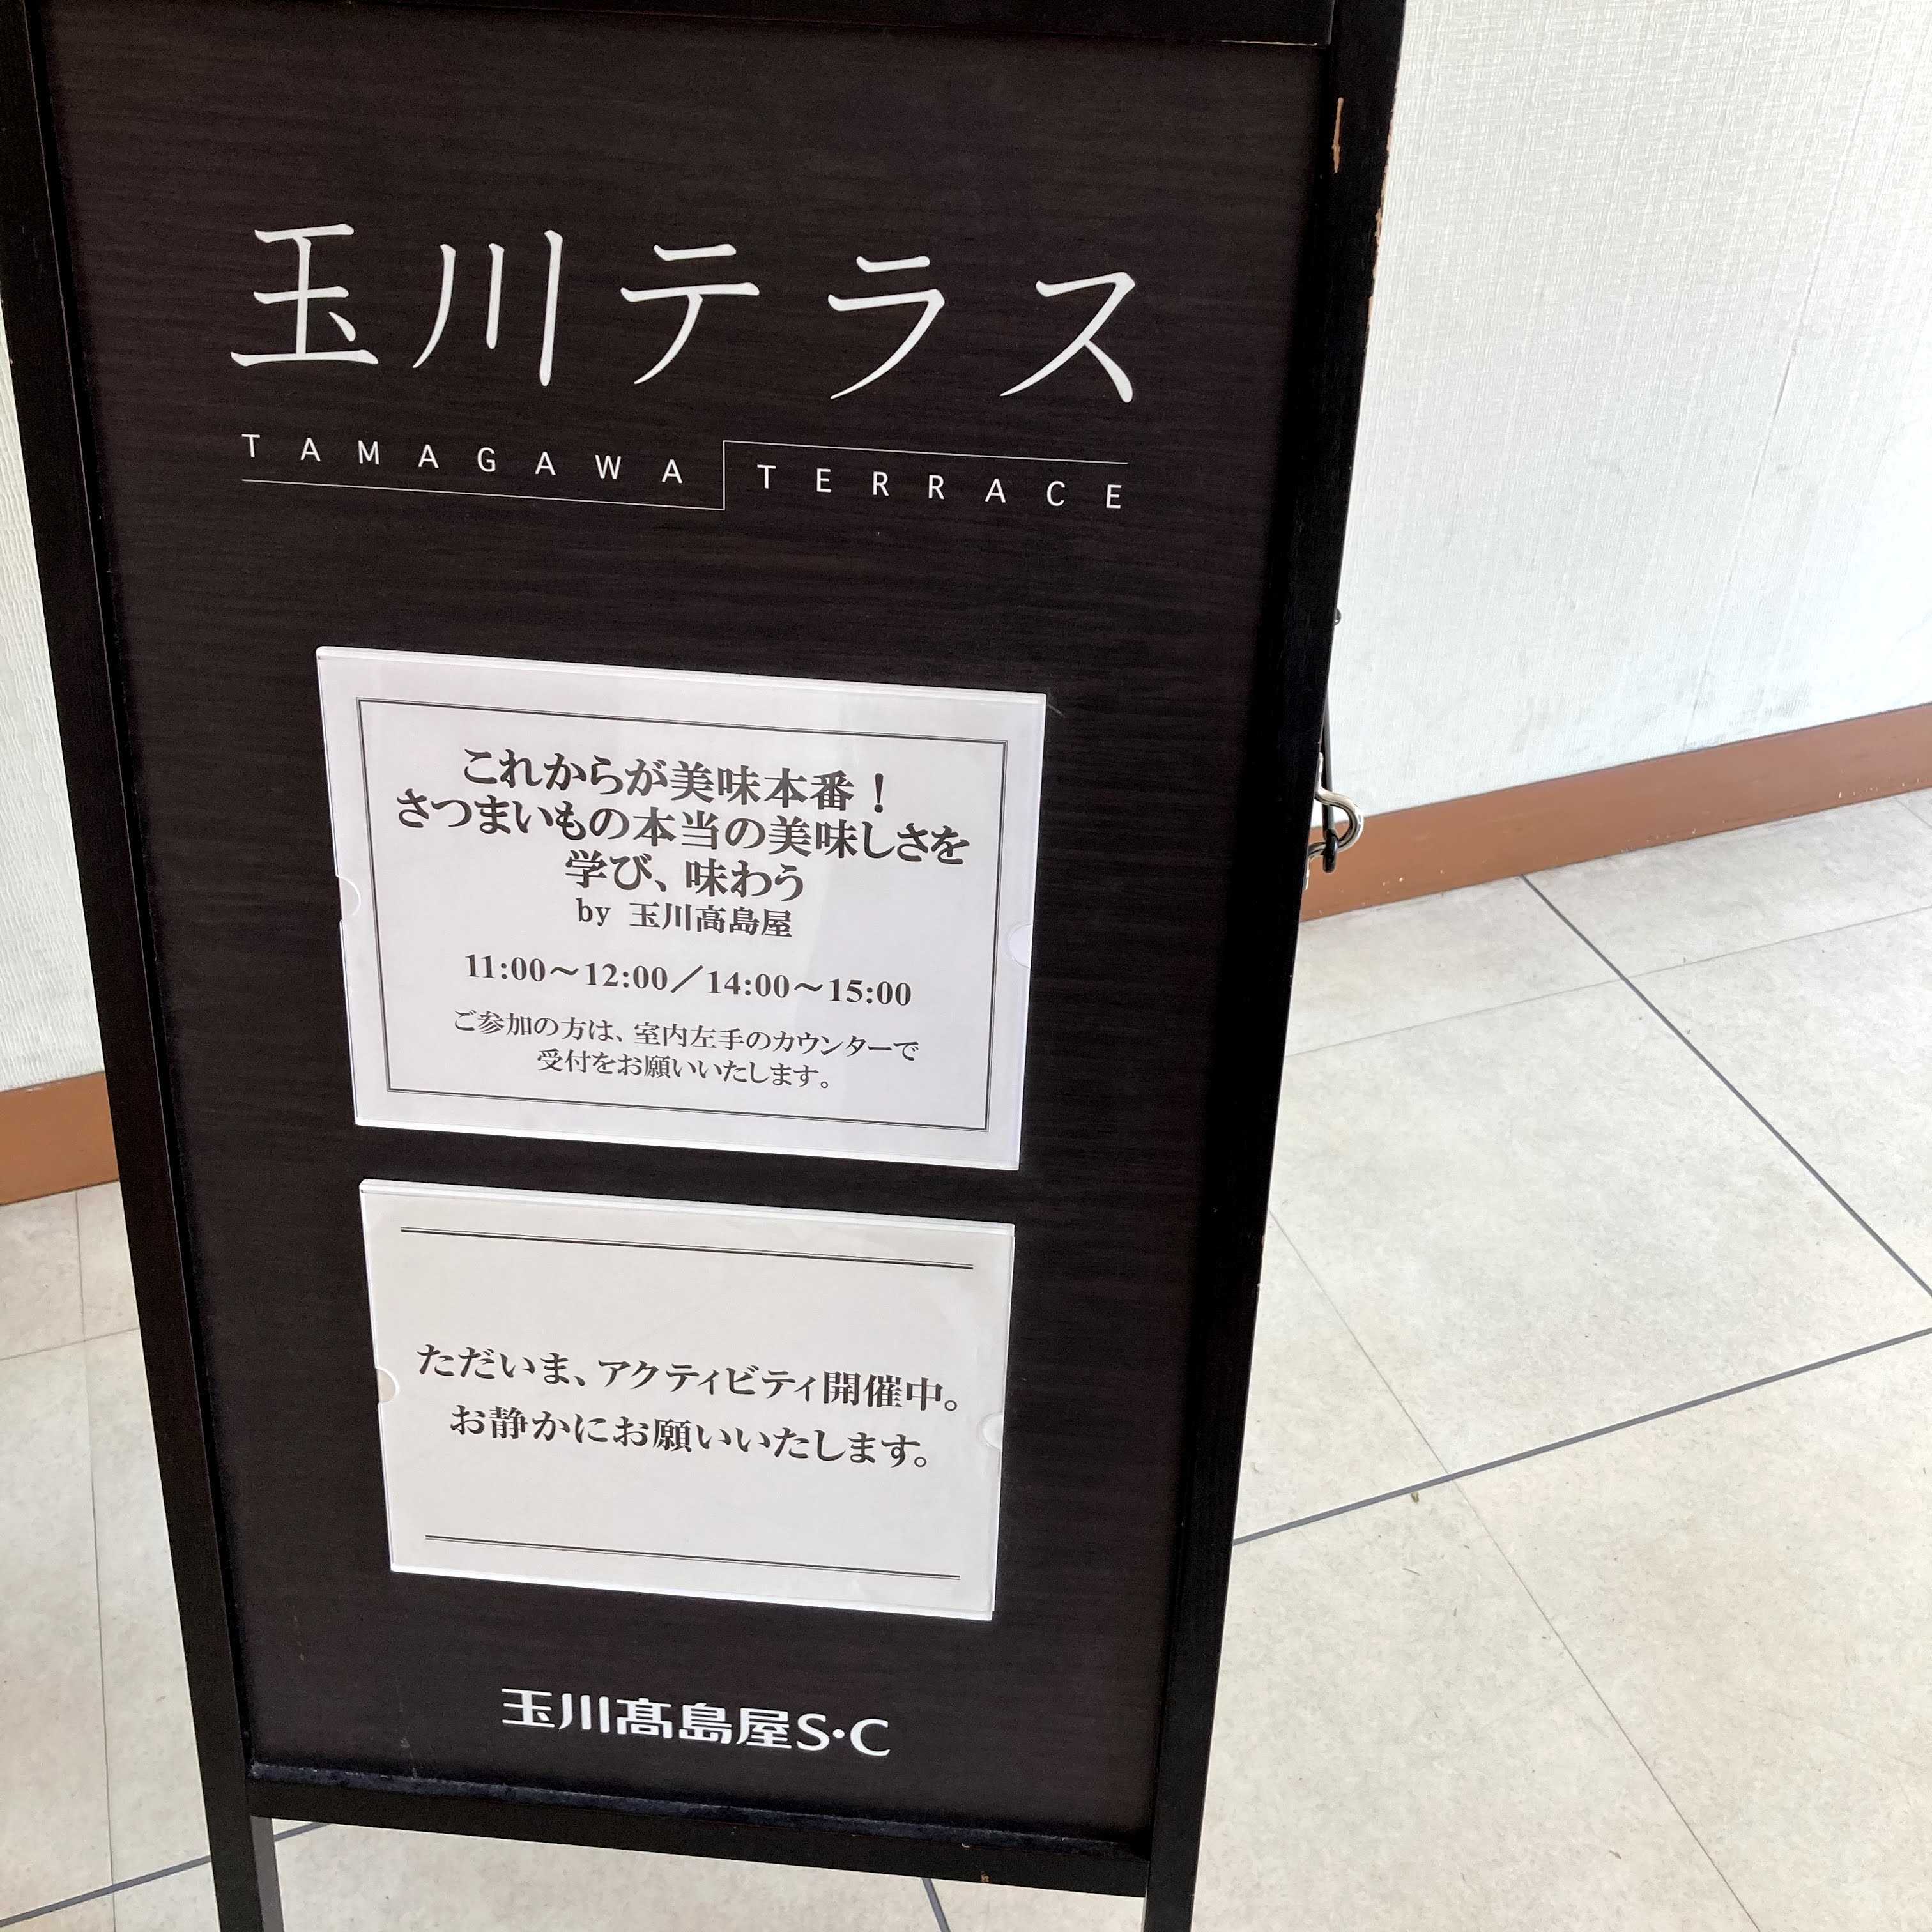 玉川テラス
TAMAGAWA TERRACE
これからが美味本番！
さつまいもの本当の美味しさを
学び、味わう
by 玉川髙島屋
11:00～12:00／14:00～15:00
ご参加の方は、室内左手のカウンターで
受付をお願いいたします。
ただいま、アクティビティ開催中。
お静かにお願いいたします。
玉川髙島屋S・C